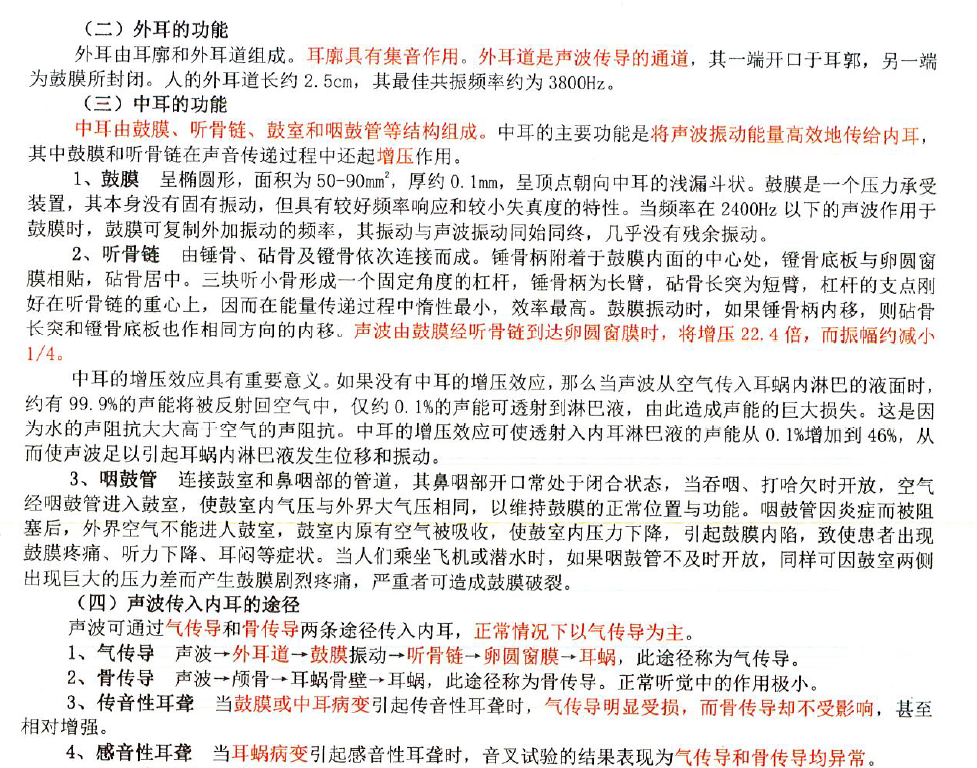 （二）外耳的功能
外耳由耳廓和外耳道组成。耳廓具有集音作用。外耳道是声波传导的通道，其一端开口于耳郭，另一端
为鼓膜所封闭。人的外耳道长约 2.5cm，其最佳共振频率约为 3800Hz。
（三）中耳的功能
中耳由鼓膜、听骨链、鼓室和咽鼓管等结构组成。中耳的主要功能是将声波振动能量高效地传给内耳，
其中鼓膜和听骨链在声音传递过程中还起增压作用。
1、鼓膜 呈椭圆形，面积为 50-90mm²，厚约 0.1mm，呈顶点朝向中耳的浅漏斗状。鼓膜是一个压力承受
装置，其本身没有固有振动，但具有较好频率响应和较小失真度的特性。当频率在 2400Hz 以下的声波作用于
鼓膜时，鼓膜可复制外加振动的频率，其振动与声波振动同始同终，几乎没有残余振动。
2、听骨链 由锤骨、砧骨及镫骨依次连接而成。锤骨柄附着于鼓膜内面的中心处，镫骨底板与卵圆窗
膜相贴，砧骨居中。三块听小骨形成一个固定角度的杠杆，锤骨柄为长臂，砧骨长突为短臂，杠杆的支点刚
好在听骨链的重心上，因而在能量传递过程中惰性最小，效率最高。鼓膜振动时，如果锤骨柄内移，则砧骨
长突和镫骨底板也作相同方向的内移。声波由鼓膜经听骨链到达卵圆窗膜时，将增压 22.4 倍，而振幅约减小
1/4。
中耳的增压效应具有重要意义。如果没有中耳的增压效应，那么当声波从空气传入耳蜗内淋巴的液面时，
约有 99.9%的声能将被反射回空气中，仅约 0.1%的声能可透射到淋巴液，由此造成声能的巨大损失。这是因
为水的声阻抗大大高于空气的声阻抗。中耳的增压效应可使透射入内耳淋巴液的声能从 0.1%增加到 46%，从
而使声波足以引起耳蜗内淋巴液发生位移和振动。
3、咽鼓管 连接鼓室和鼻咽部的管道，其鼻咽部开口常处于闭合状态，当吞咽、打哈欠时开放，空气
经咽鼓管进入鼓室，使鼓室内气压与外界大气压相同，以维持鼓膜的正常位置与功能。咽鼓管因炎症而被阻
塞后，外界空气不能进人鼓室，鼓室内原有空气被吸收，使鼓室内压力下降，引起鼓膜内陷，致使患者出现
鼓膜疼痛、听力下降、耳闷等症状。当人们乘坐飞机或潜水时，如果咽鼓管不及时开放，同样可因鼓室两侧
出现巨大的压力差而产生鼓膜剧烈疼痛，严重者可造成鼓膜破裂。
（四）声波传入内耳的途径
声波可通过气传导和骨传导两条途径传入内耳，正常情况下以气传导为主。
1、气传导 声波→外耳道→鼓膜振动→听骨链→卵圆窗膜→耳蜗，此途径称为气传导。
2、骨传导 声波→颅骨→耳蜗骨壁→耳蜗，此途径称为骨传导。正常听觉中的作用极小。
3、传音性耳聋 当鼓膜或中耳病变引起传音性耳聋时，气传导明显受损，而骨传导却不受影响，甚至
相对增强。
4、感音性耳聋 当耳蜗病变引起感音性耳聋时，音叉试验的结果表现为气传导和骨传导均异常。